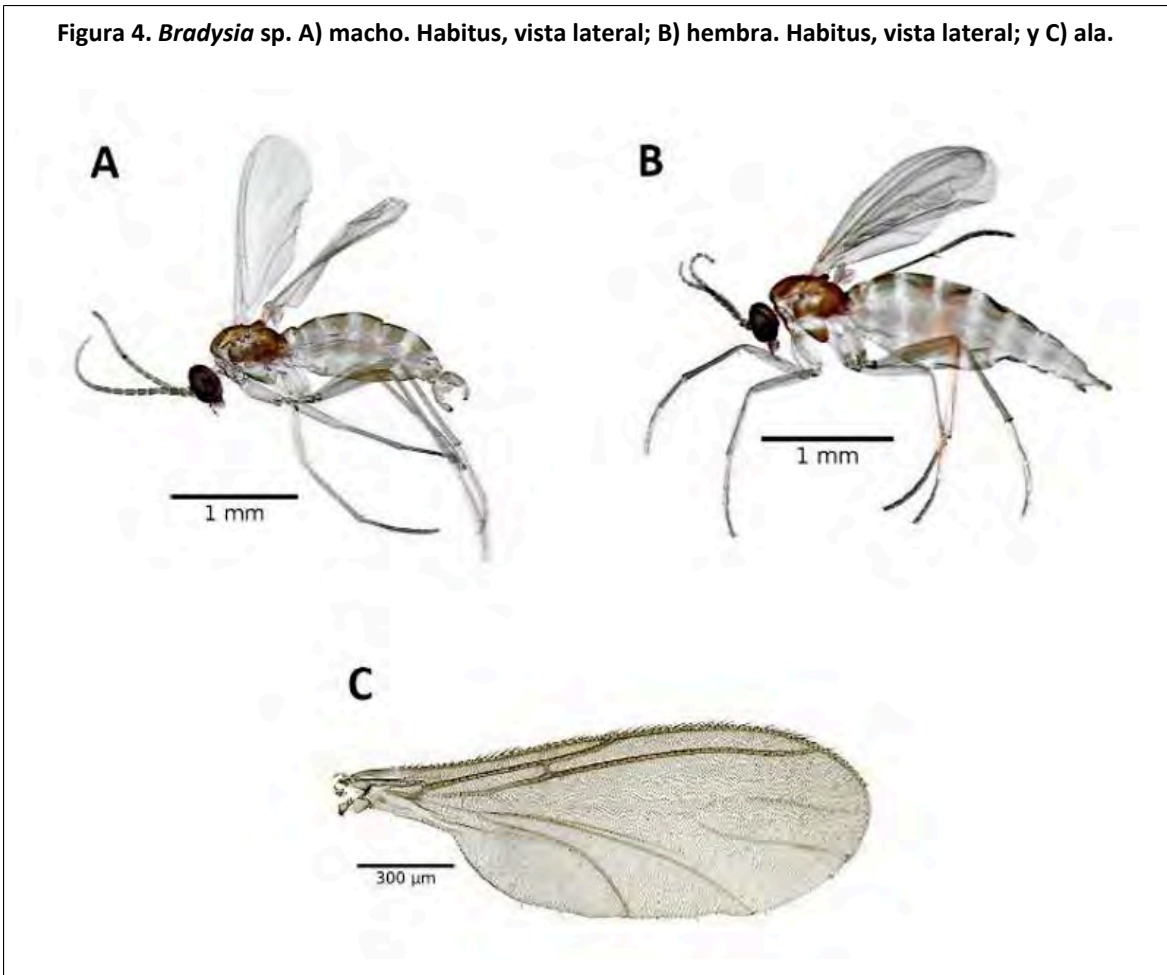 Figura 4. Bradysia sp. A) macho. Habitus, vista lateral; B) hembra. Habitus, vista lateral; y C) ala.
A
B
1 mm
1 mm
C
300 µm